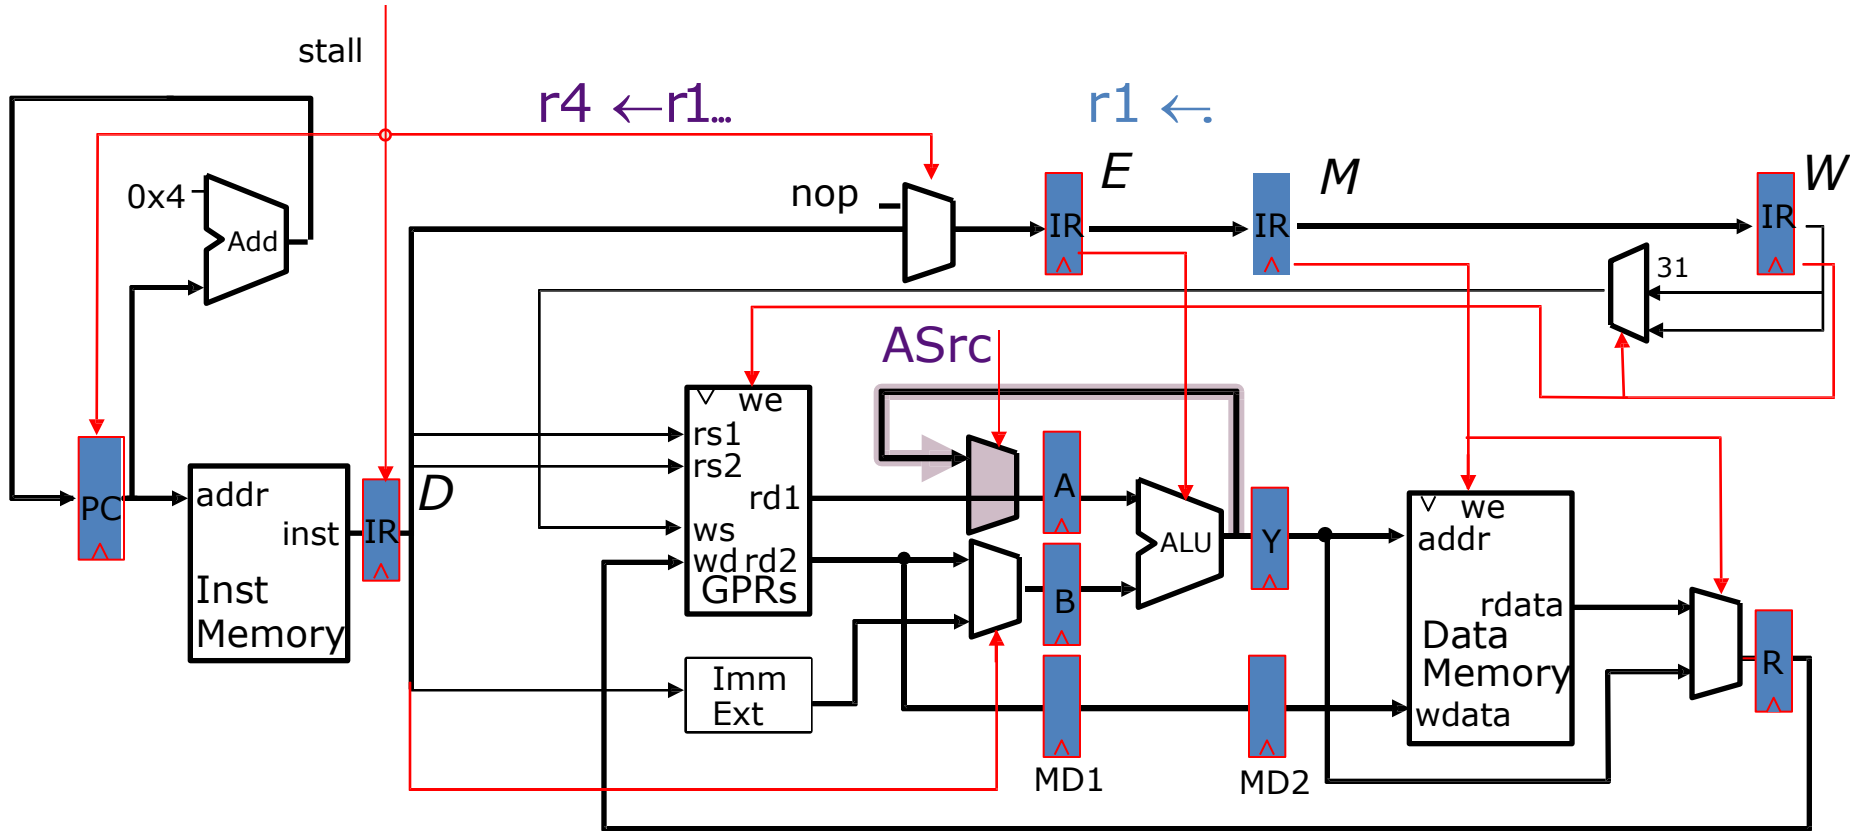 stall
r4 ←r1...
r1 ←.
E
M
W
0x4
Add
nop
IR
IR
IR
31
ASrc
we
rs1
rs2
rd1
ws
wd rd2
GPRs
A
B
ALU
Y
PC
addr
inst
Inst
Memory
IR
D
we
addr
rdata
Data
Memory
wdata
R
Imm
Ext
MD1
MD2